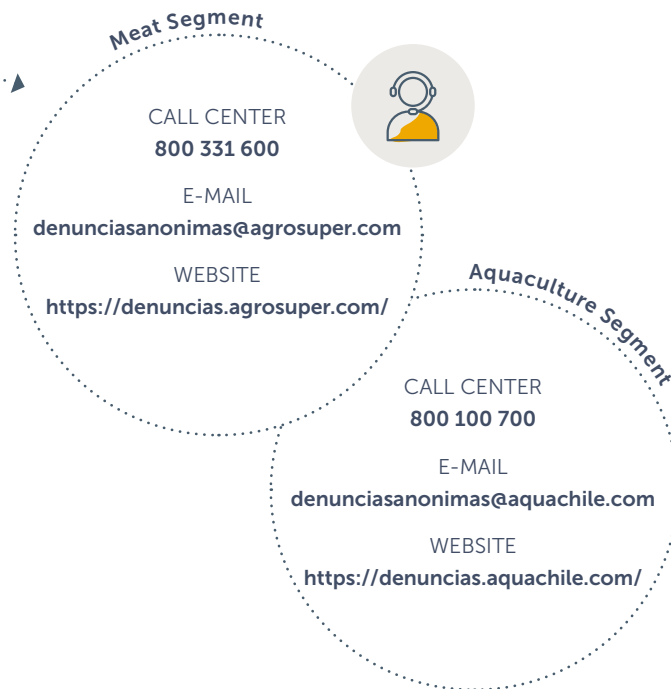 Meat Segment
CALL CENTER
800 331 600
E-MAIL
denunciasanonimas@agrosuper.com
WEBSITE
https://denuncias.agrosuper.com/
Aquaculture Segment
CALL CENTER
800 100 700
E-MAIL
denunciasanonimas@aquachile.com
WEBSITE
https://denuncias.aquachile.com/